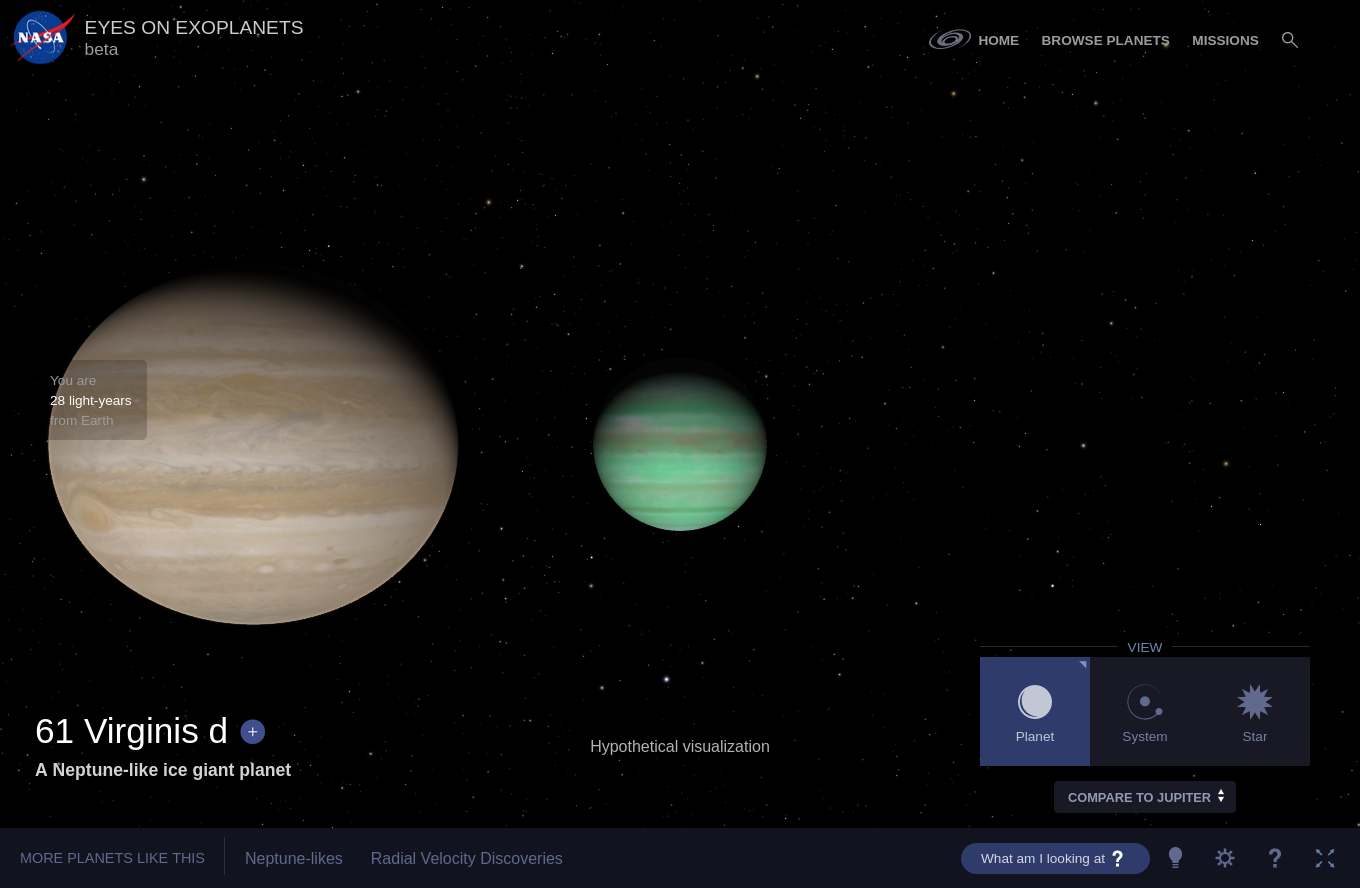 NASA
EYES ON EXOPLANETS
beta
HOME
BROWSE PLANETS
MISSIONS
You are
28 light-years
from Earth
VIEW
Planet
System
Star
61 Virginis d +
A Neptune-like ice giant planet
Hypothetical visualization
COMPARE TO JUPITER
MORE PLANETS LIKE THIS
Neptune-likes
Radial Velocity Discoveries
What am I looking at ?
?